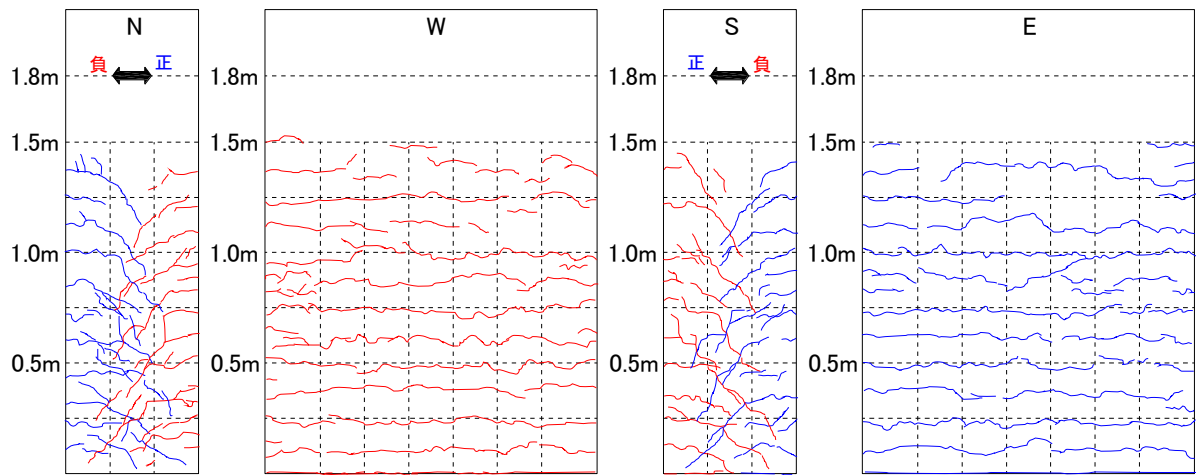 N W S E
負 正 正 負
1.8m 1.8m 1.8m 1.8m
1.5m 1.5m 1.5m 1.5m
1.0m 1.0m 1.0m 1.0m
0.5m 0.5m 0.5m 0.5m